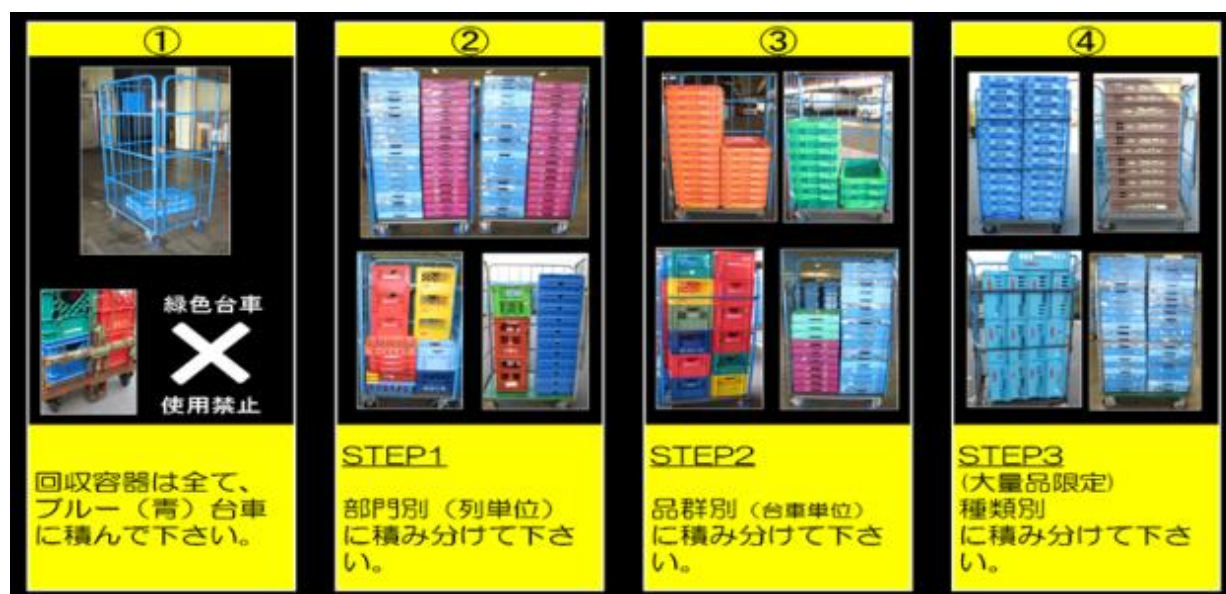 ①
緑色台車
使用禁止
回収容器は全て、
ブルー（青）台車
に積んで下さい。
②
STEP1
部門別（列単位）
に積み分けて下さ
い。
③
STEP2
品群別（台車単位）
に積み分けて下さ
い。
④
STEP3
(大量品限定)
種類別
に積み分けて下さ
い。